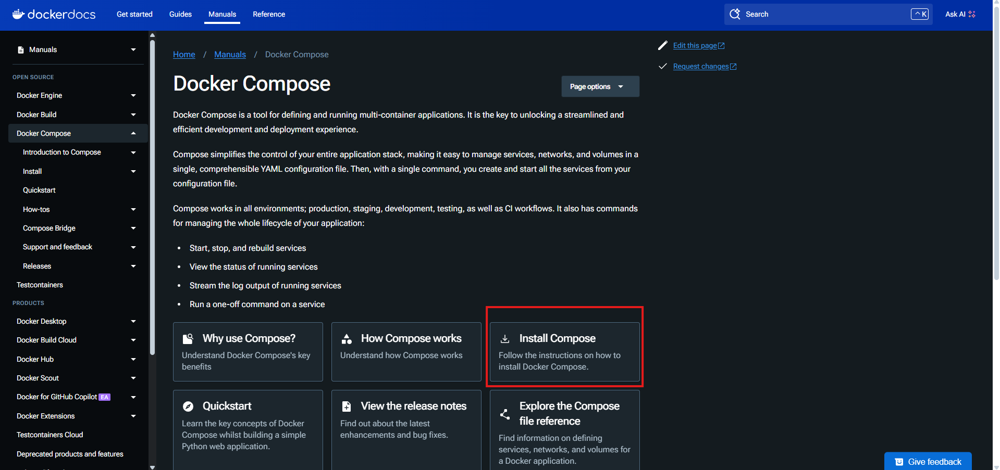 dockerdocs
Get started
Guides
Manuals
Reference
Search
^ K
Ask AI
Manuals
OPEN SOURCE
Docker Engine
Docker Build
Docker Compose
Introduction to Compose
Install
Quickstart
How-tos
Compose Bridge
Support and feedback
Releases
Testcontainers
PRODUCTS
Docker Desktop
Docker Build Cloud
Docker Hub
Docker Scout
Docker for GitHub Copilot EA
Docker Extensions
Testcontainers Cloud
Deprecated products and features
Home / Manuals / Docker Compose
Docker Compose
Page options
Docker Compose is a tool for defining and running multi-container applications. It is the key to unlocking a streamlined and
efficient development and deployment experience.
Compose simplifies the control of your entire application stack, making it easy to manage services, networks, and volumes in a
single, comprehensible YAML configuration file. Then, with a single command, you create and start all the services from your
configuration file.
Compose works in all environments; production, staging, development, testing, as well as CI workflows. It also has commands
for managing the whole lifecycle of your application:
• Start, stop, and rebuild services
• View the status of running services
• Stream the log output of running services
• Run a one-off command on a service
Why use Compose?
Understand Docker Compose's key
benefits
How Compose works
Understand how Compose works
Install Compose
Follow the instructions on how to
install Docker Compose.
Quickstart
Learn the key concepts of Docker
Compose whilst building a simple
Python web application.
View the release notes
Find out about the latest
enhancements and bug fixes.
Explore the Compose
file reference
Find information on defining
services, networks, and volumes for
a Docker application.
Edit this page
Request changes
Give feedback